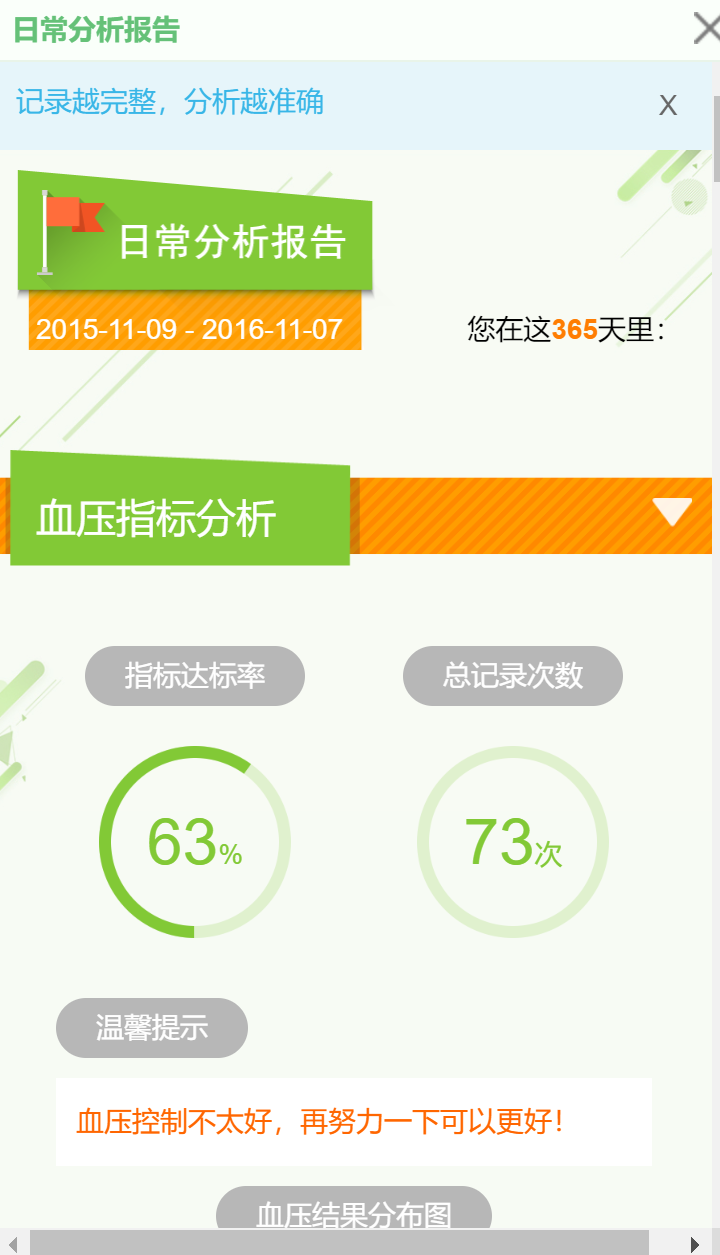 日常分析报告
记录越完整，分析越准确
X
日常分析报告
2015-11-09 - 2016-11-07
您在这365天里：
血压指标分析
指标达标率
总记录次数
63%
73次
温馨提示
血压控制不太好，再努力一下可以更好！
血压结果分布图